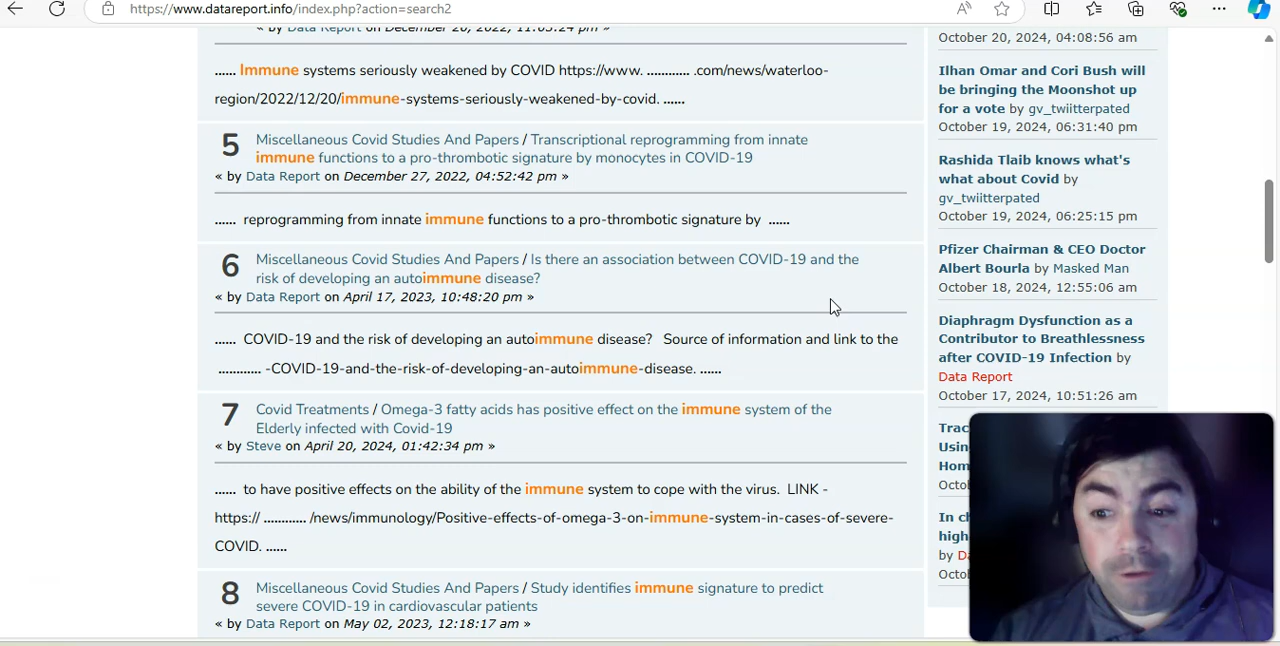 https://www.datareport.info/index.php?action=search2
« by Data Report on December 20, 2022, 11:03:24 pm »
...... Immune systems seriously weakened by COVID https://www. ............ .com/news/waterloo-
region/2022/12/20/immune-systems-seriously-weakened-by-covid. ......
5 Miscellaneous Covid Studies And Papers / Transcriptional reprogramming from innate
immune functions to a pro-thrombotic signature by monocytes in COVID-19
« by Data Report on December 27, 2022, 04:52:42 pm »
...... reprogramming from innate immune functions to a pro-thrombotic signature by ......
6 Miscellaneous Covid Studies And Papers / Is there an association between COVID-19 and the
risk of developing an autoimmune disease?
« by Data Report on April 17, 2023, 10:48:20 pm »
...... COVID-19 and the risk of developing an autoimmune disease? Source of information and link to the
............ -COVID-19-and-the-risk-of-developing-an-autoimmune-disease. ......
7 Covid Treatments / Omega-3 fatty acids has positive effect on the immune system of the
Elderly infected with Covid-19
« by Steve on April 20, 2024, 01:42:34 pm »
...... to have positive effects on the ability of the immune system to cope with the virus. LINK -
https:// ............ /news/immunology/Positive-effects-of-omega-3-on-immune-system-in-cases-of-severe-
COVID. ......
8 Miscellaneous Covid Studies And Papers / Study identifies immune signature to predict
severe COVID-19 in cardiovascular patients
« by Data Report on May 02, 2023, 12:18:17 am »
October 20, 2024, 04:08:56 am
Ilhan Omar and Cori Bush will
be bringing the Moonshot up
for a vote by gv_twiitterpated
October 19, 2024, 06:31:40 pm
Rashida Tlaib knows what's
what about Covid by
gv_twiitterpated
October 19, 2024, 06:25:15 pm
Pfizer Chairman & CEO Doctor
Albert Bourla by Masked Man
October 18, 2024, 12:55:06 am
Diaphragm Dysfunction as a
Contributor to Breathlessness
after COVID-19 Infection by
Data Report
October 17, 2024, 10:51:26 am
Using
In
high
by